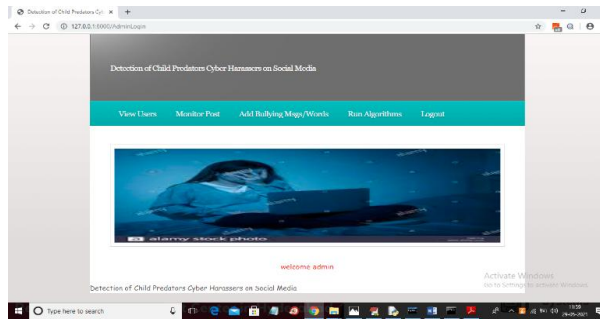 Detection of Child Predators Cyb
127.0.0.1:8000/AdminLogin
Detection of Child Predators Cyber Harassers on Social Media
View Users Monitor Post Add Bullying Msgs/Words Run Algorithms Logout
alamy stock photo
welcome admin
Detection of Child Predators Cyber Harassers on Social Media
Activate Windows
Go to Settings to activate Windows.
Type here to search
29-05-2021